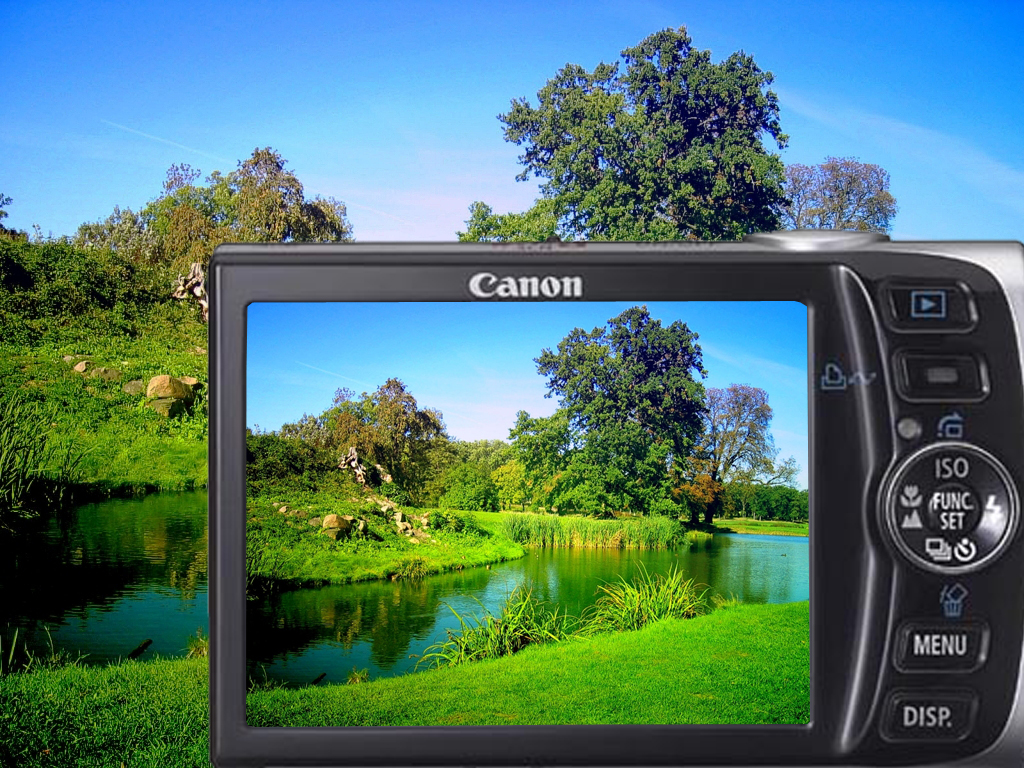 Canon
ISO
FUNC.
SET
MENU
DISP.